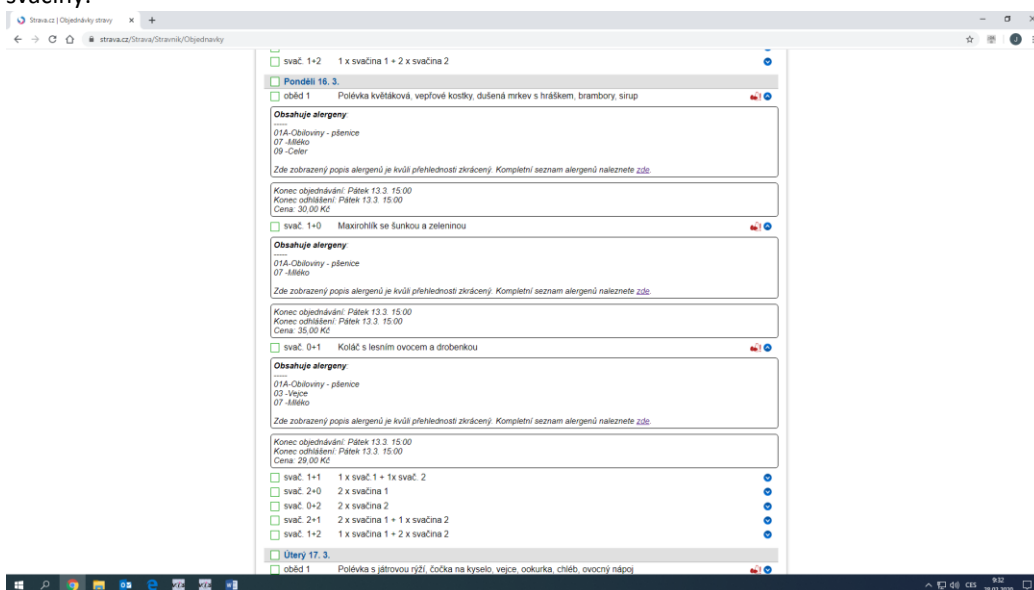 svačiny.
Strava.cz | Objednávky stravy
strava.cz/Strava/Stravnik/Objednavky
svač. 1+2 1 x svačina 1 + 2 x svačina 2
Pondělí 16. 3.
oběd 1 Polévka květáková, vepřové kostky, dušená mrkev s hráškem, brambory, sirup
Obsahuje alergeny:
-----
01A-Obiloviny - pšenice
07 -Mléko
09 -Celer
Zde zobrazený popis alergenů je kvůli přehlednosti zkrácený. Kompletní seznam alergenů naleznete zde.
Konec objednávání: Pátek 13.3. 15:00
Konec odhlášení: Pátek 13.3. 15:00
Cena: 30,00 Kč
svač. 1+0 Maxirohlík se šunkou a zeleninou
Obsahuje alergeny:
-----
01A-Obiloviny - pšenice
07 -Mléko
Zde zobrazený popis alergenů je kvůli přehlednosti zkrácený. Kompletní seznam alergenů naleznete zde.
Konec objednávání: Pátek 13.3. 15:00
Konec odhlášení: Pátek 13.3. 15:00
Cena: 35,00 Kč
svač. 0+1 Koláč s lesním ovocem a drobenkou
Obsahuje alergeny:
-----
01A-Obiloviny - pšenice
03 -Vejce
07 -Mléko
Zde zobrazený popis alergenů je kvůli přehlednosti zkrácený. Kompletní seznam alergenů naleznete zde.
Konec objednávání: Pátek 13.3. 15:00
Konec odhlášení: Pátek 13.3. 15:00
Cena: 29,00 Kč
svač. 1+1 1 x svač.1 + 1x svač. 2
svač. 2+0 2 x svačina 1
svač. 0+2 2 x svačina 2
svač. 2+1 2 x svačina 1 + 1 x svačina 2
svač. 1+2 1 x svačina 1 + 2 x svačina 2
Úterý 17. 3.
oběd 1 Polévka s játrovou rýží, čočka na kyselo, vejce, ookurka, chléb, ovocný nápoj
CES
9:32